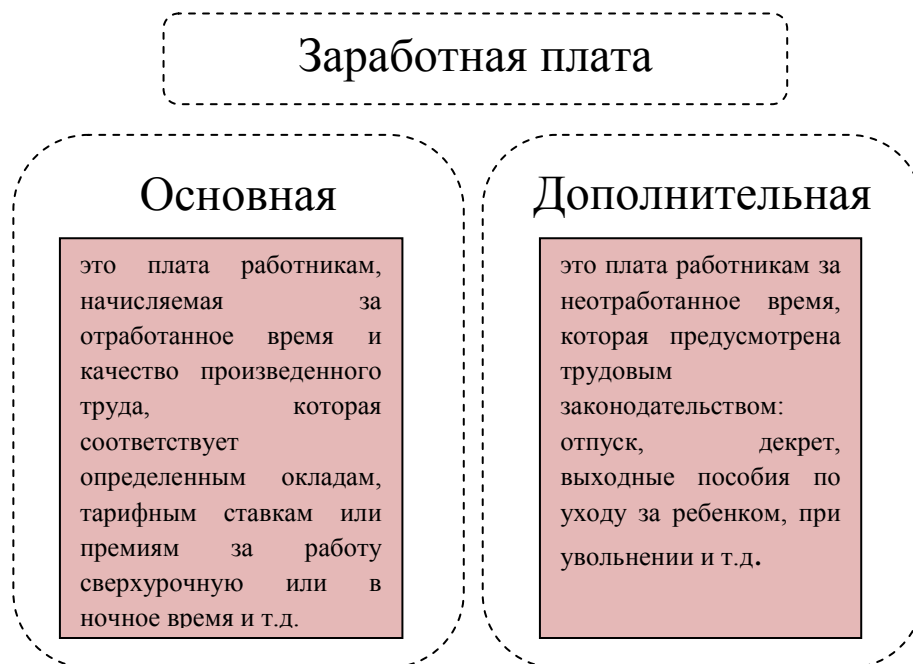 Заработная плата
Основная
это плата работникам,
начисляемая за
отработанное время и
качество произведенного
труда, которая
соответствует
определенным окладам,
тарифным ставкам или
премиям за работу
сверхурочную или в
ночное время и т.д.
Дополнительная
это плата работникам за
неотработанное время,
которая предусмотрена
трудовым
законодательством:
отпуск, декрет,
выходные пособия по
уходу за ребенком, при
увольнении и т.д.